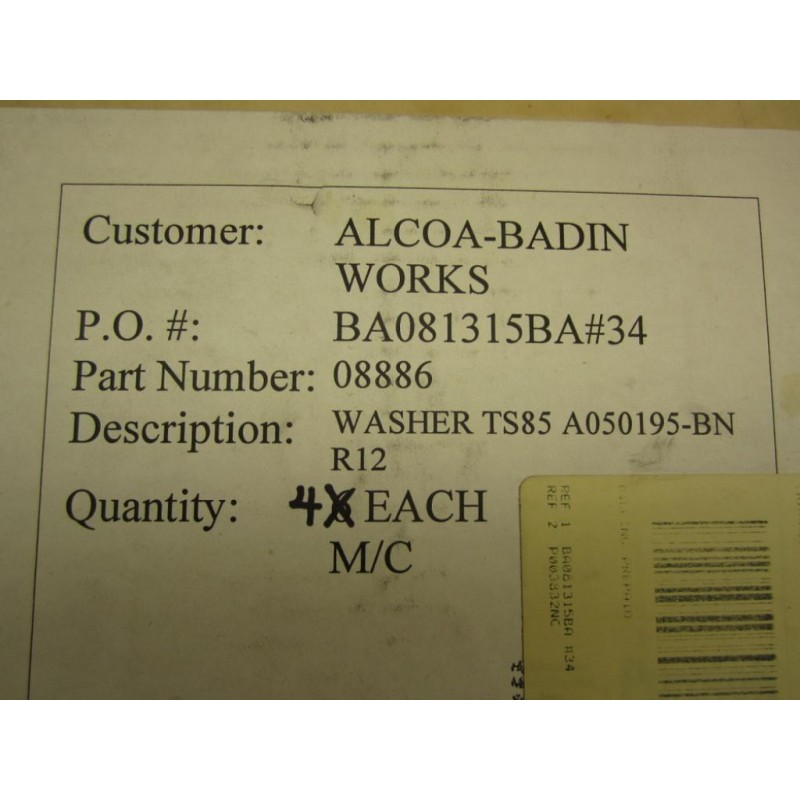 Customer: ALCOA-BADIN
WORKS
P.O. #: BA081315BA#34
Part Number: 08886
Description: WASHER TS85 A050195-BN
R12
Quantity: 4 EACH
M/C
REF 1 BA081315BA #34
REF 2 P003832NC